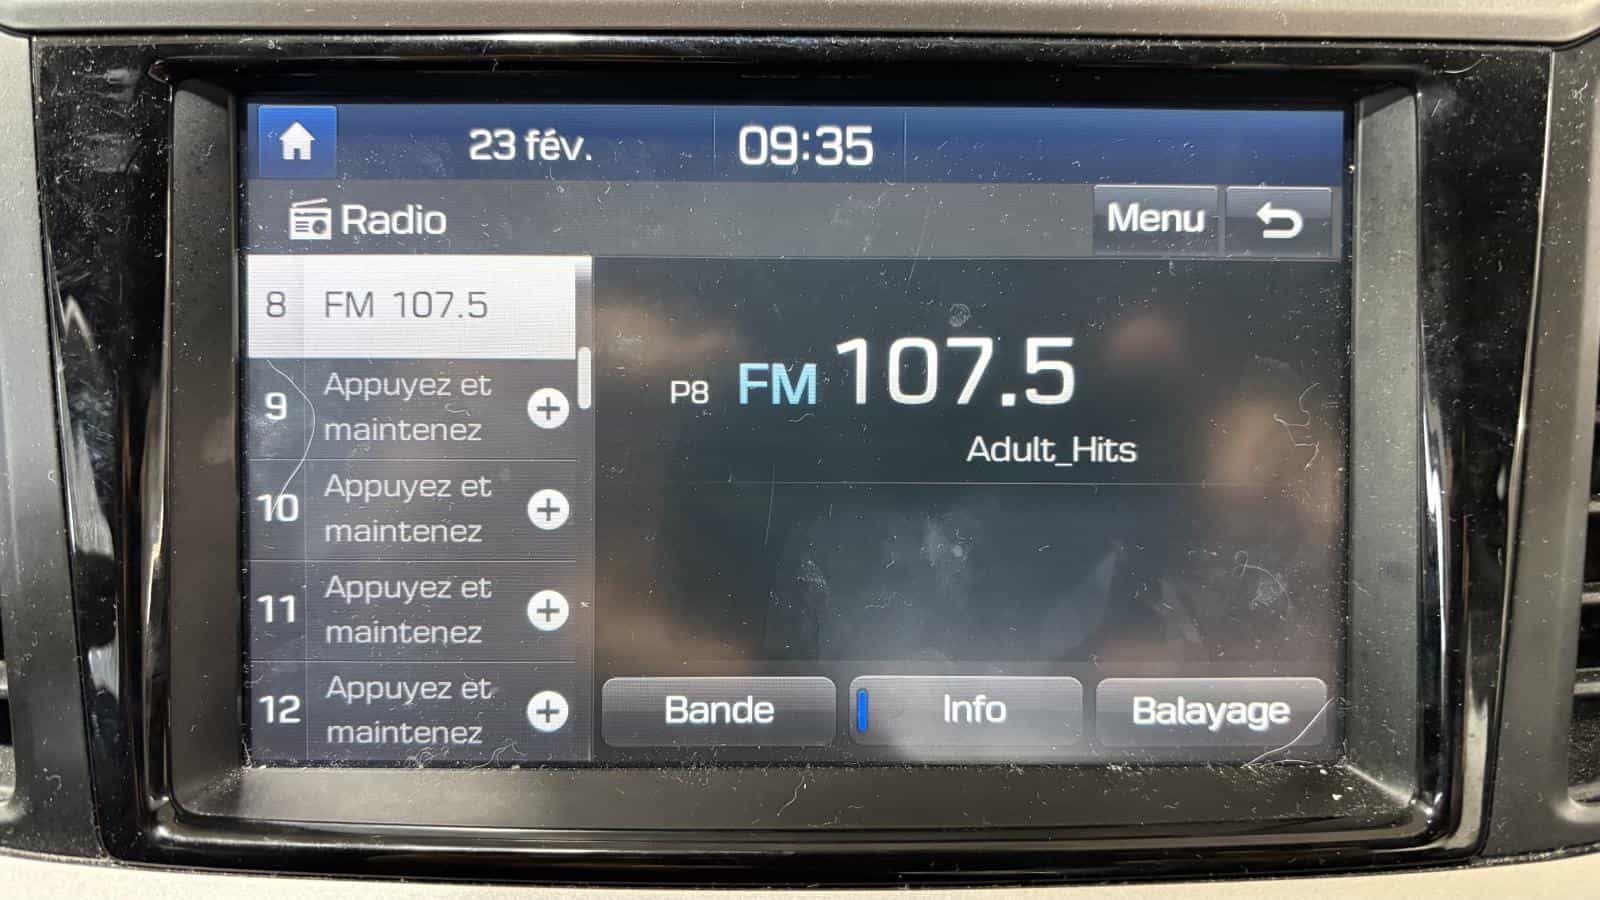 23 fév. 09:35
Radio Menu
8 FM 107.5
9 Appuyez et
maintenez
10 Appuyez et
maintenez
11 Appuyez et
maintenez
12 Appuyez et
maintenez
P8 FM 107.5
Adult_Hits
Bande Info Balayage